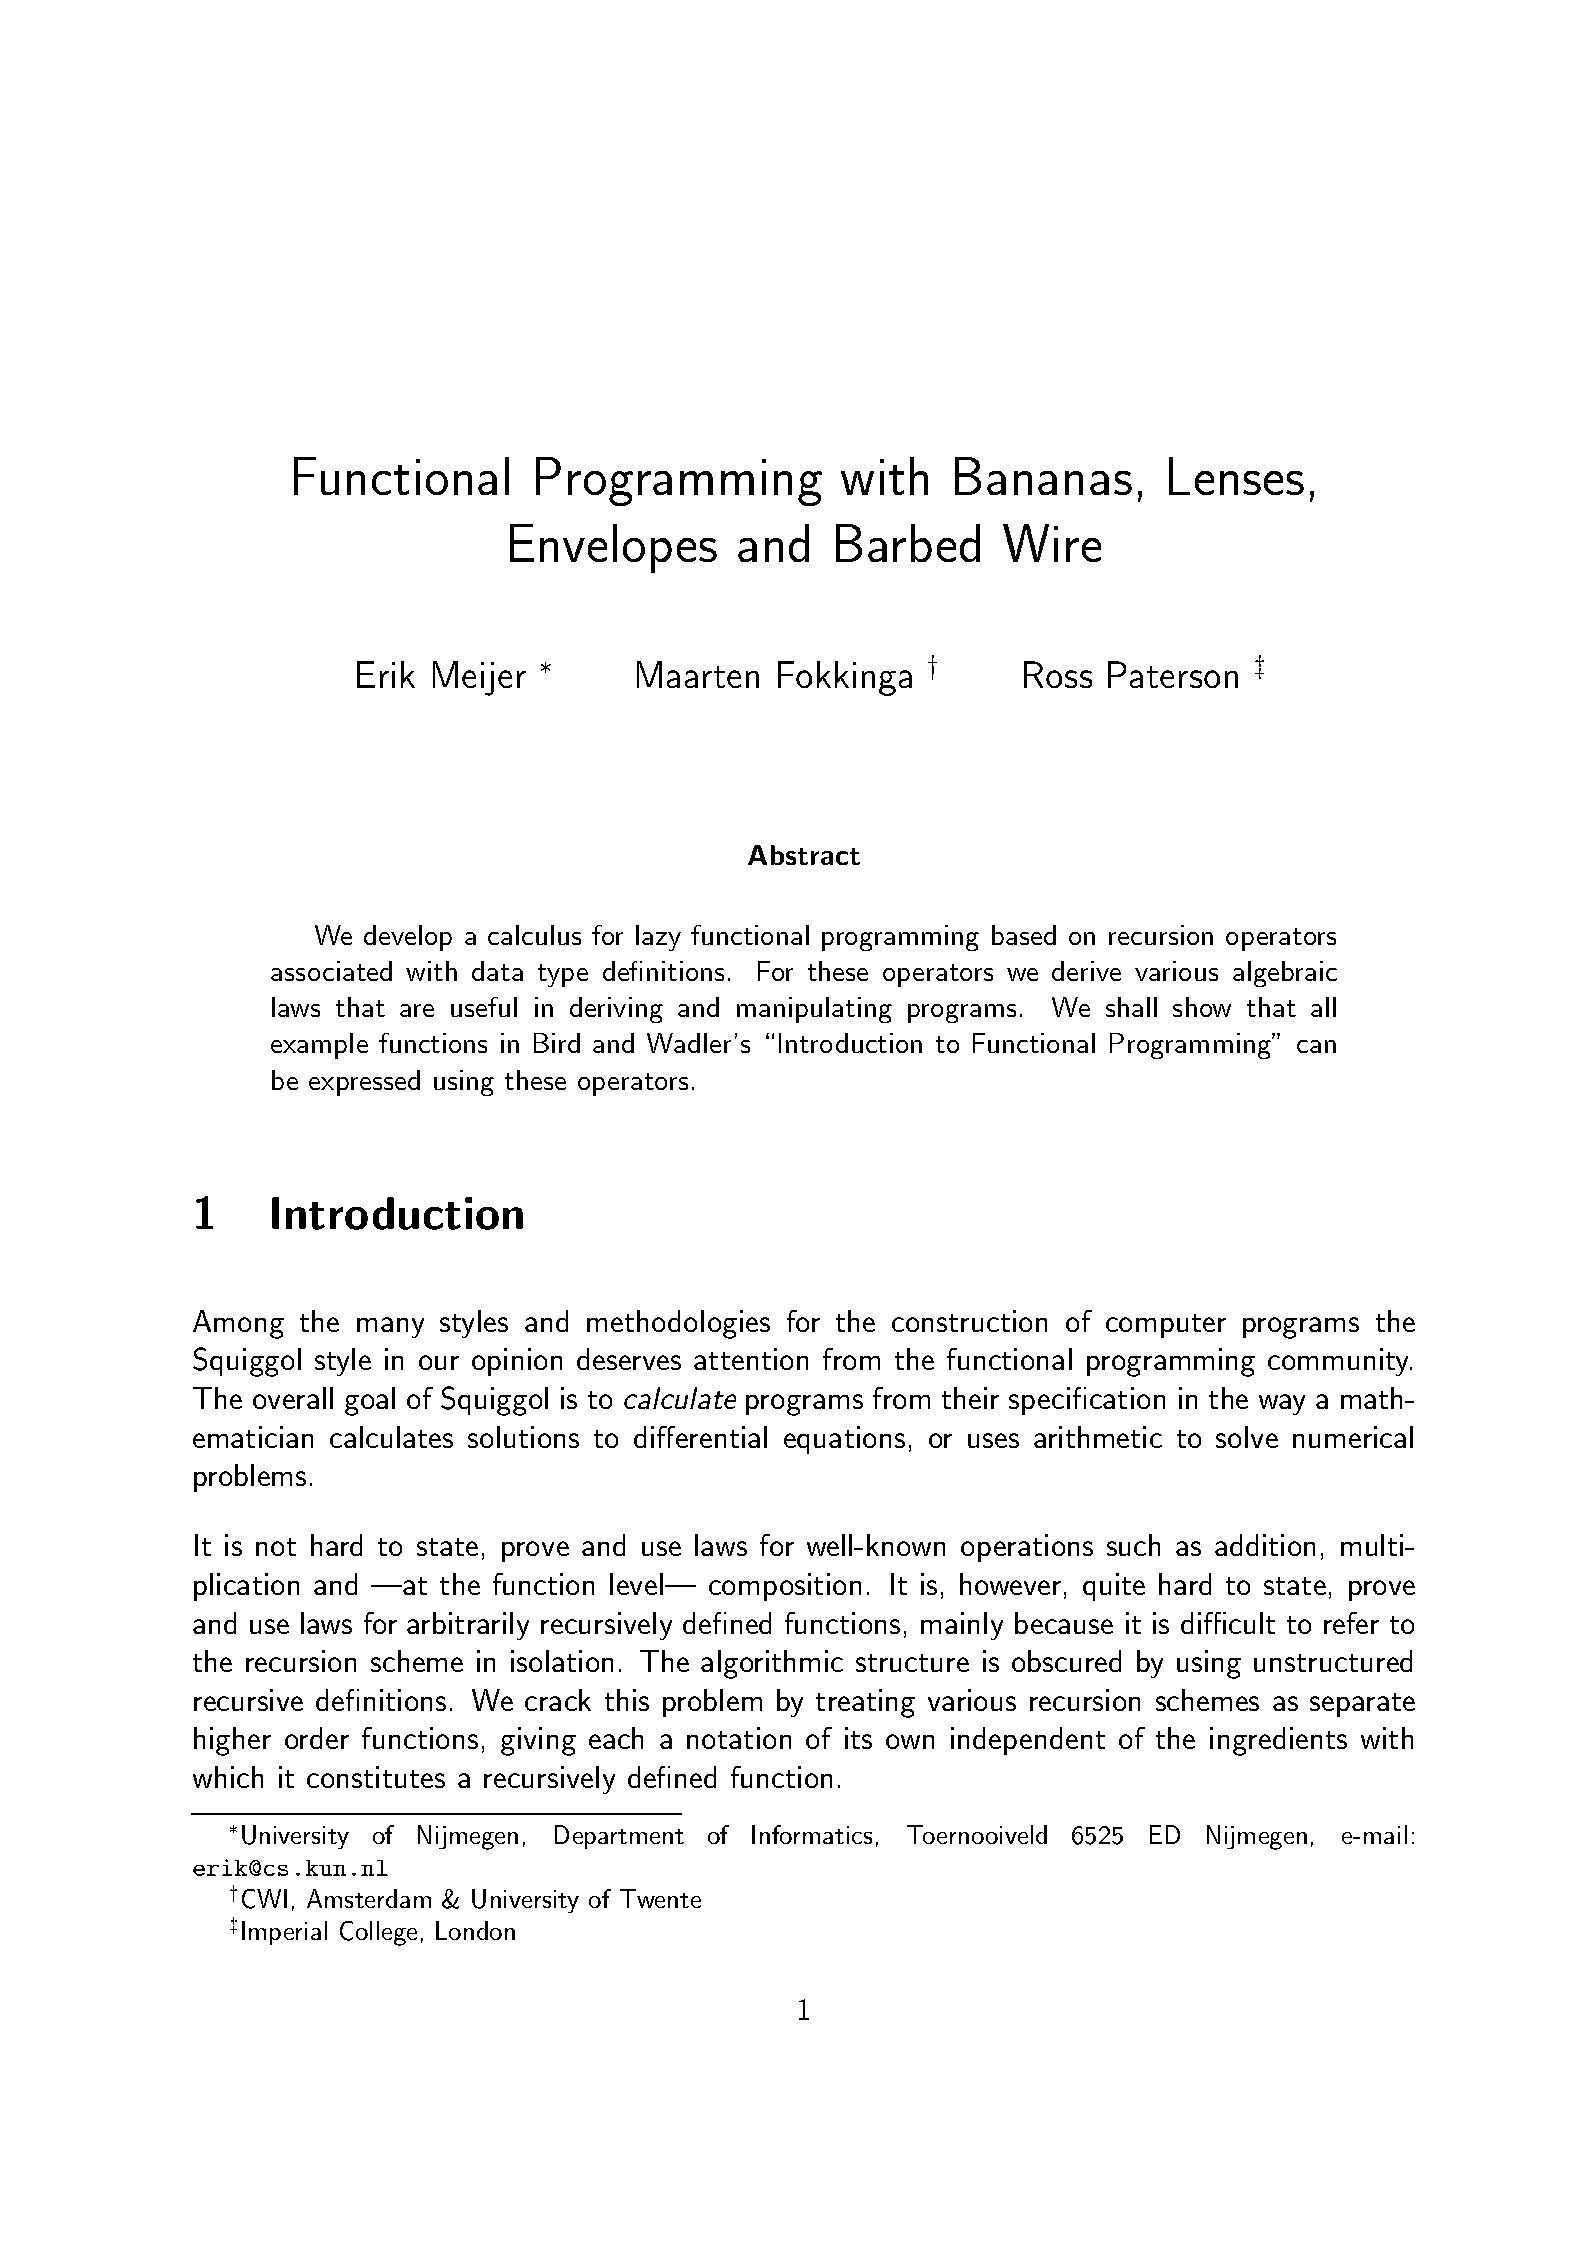 Functional Programming with Bananas, Lenses,
Envelopes and Barbed Wire
Erik Meijer * Maarten Fokkinga † Ross Paterson ‡
Abstract
We develop a calculus for lazy functional programming based on recursion operators
associated with data type definitions. For these operators we derive various algebraic
laws that are useful in deriving and manipulating programs. We shall show that all
example functions in Bird and Wadler's “Introduction to Functional Programming” can
be expressed using these operators.
1 Introduction
Among the many styles and methodologies for the construction of computer programs the
Squiggol style in our opinion deserves attention from the functional programming community.
The overall goal of Squiggol is to calculate programs from their specification in the way a math-
ematician calculates solutions to differential equations, or uses arithmetic to solve numerical
problems.
It is not hard to state, prove and use laws for well-known operations such as addition, multi-
plication and —at the function level— composition. It is, however, quite hard to state, prove
and use laws for arbitrarily recursively defined functions, mainly because it is difficult to refer to
the recursion scheme in isolation. The algorithmic structure is obscured by using unstructured
recursive definitions. We crack this problem by treating various recursion schemes as separate
higher order functions, giving each a notation of its own independent of the ingredients with
which it constitutes a recursively defined function.
*University of Nijmegen, Department of Informatics, Toernooiveld 6525 ED Nijmegen, e-mail:
erik@cs.kun.nl
†CWI, Amsterdam & University of Twente
‡Imperial College, London
1